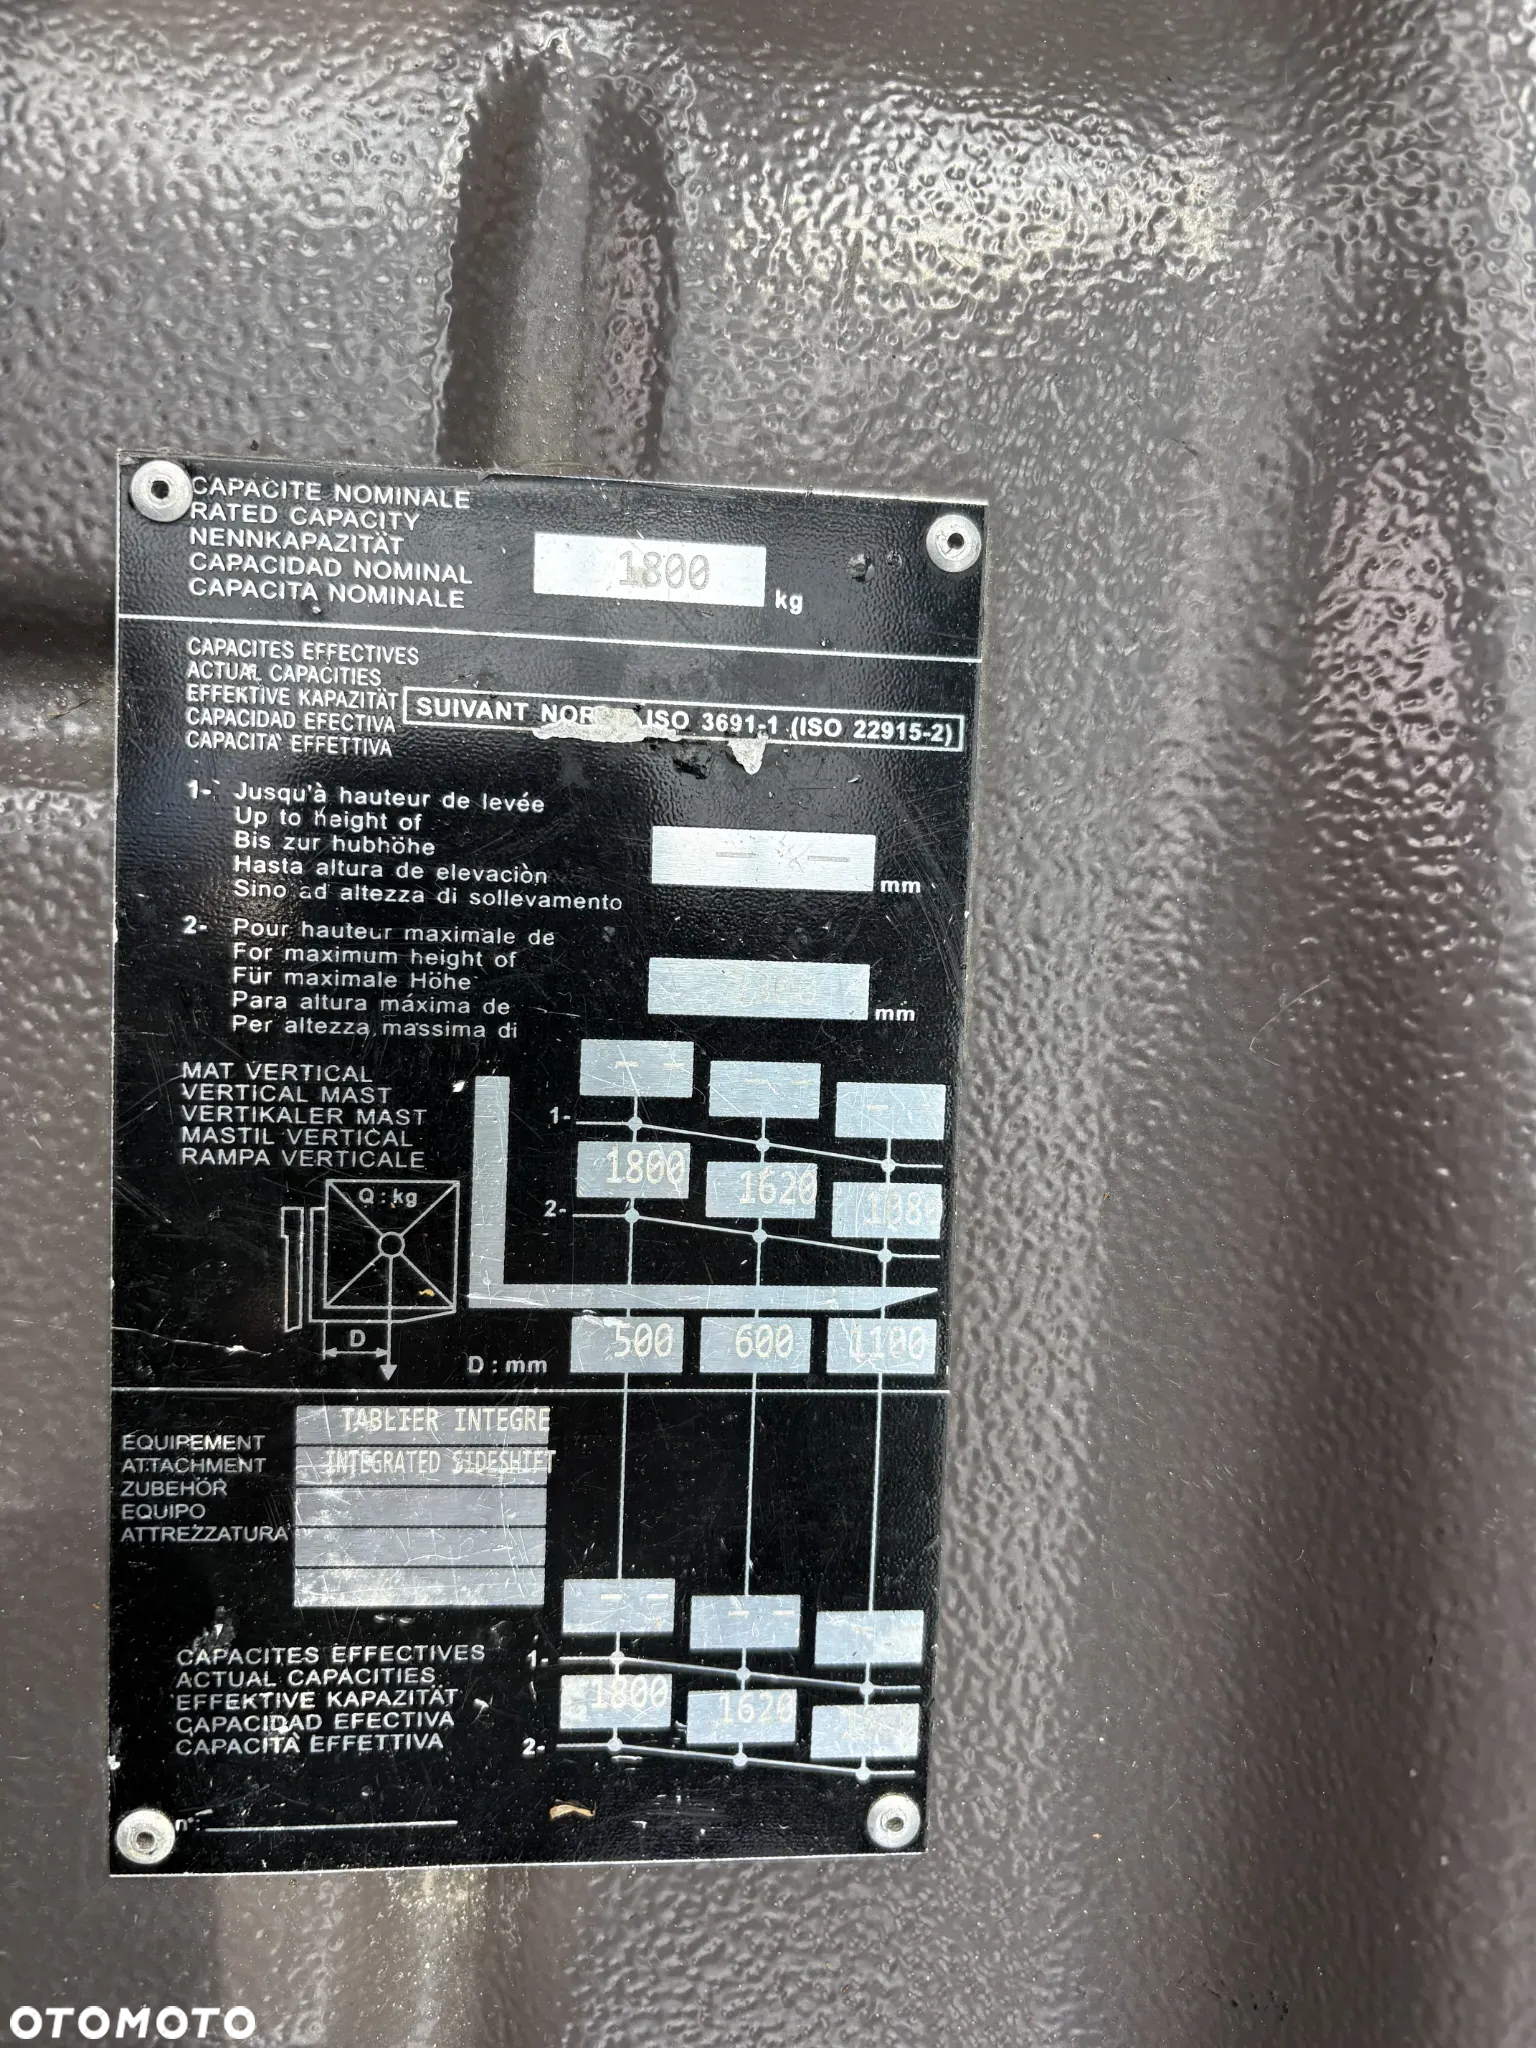 CAPACITE NOMINALE
RATED CAPACITY
NENNKAPAZITÄT
CAPACIDAD NOMINAL
CAPACITA NOMINALE
1800
kg
CAPACITES EFFECTIVES
ACTUAL CAPACITIES
EFFEKTIVE KAPAZITÄT
CAPACIDAD EFECTIVA
CAPACITA' EFFETTIVA
SUIVANT ISO 3691-1 (ISO 22915-2)
1- Jusqu'à hauteur de levée
Up to height of
Bis zur hubhöhe
Hasta altura de elevaciòn
Sino ad altezza di sollevamento
mm
2- Pour hauteur maximale de
For maximum height of
Für maximale Höhe
Para altura máxima de
Per altezza massima di
mm
MAT VERTICAL
VERTICAL MAST
VERTIKALER MAST
MASTIL VERTICAL
RAMPA VERTICALE
1-
- - - - -
1800 1620 1080
2-
Q : kg
D
D : mm
500 600 1100
EQUIPEMENT
ATTACHMENT
ZUBEHÖR
EQUIPO
ATTREZZATURA
TABLIER INTEGRE
INTEGRATED SIDESHIFT
- - - - - -
CAPACITES EFFECTIVES
ACTUAL CAPACITIES
EFFEKTIVE KAPAZITÄT
CAPACIDAD EFECTIVA
CAPACITA EFFETTIVA
1-
1800 1620
2-
n°:
OTOMOTO